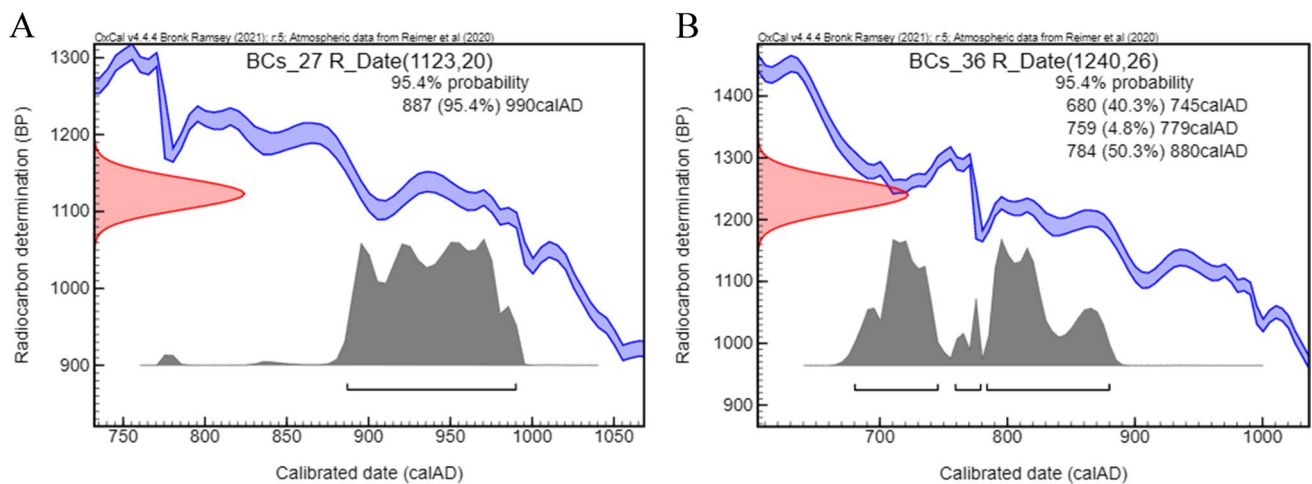 A
OxCal v4.4.4 Bronk Ramsey (2021); r:5; Atmospheric data from Reimer et al (2020)
BCs_27 R_Date(1123,20)
95.4% probability
887 (95.4%) 990calAD
Radiocarbon determination (BP)
1300
1200
1100
1000
900
750 800 850 900 950 1000 1050
Calibrated date (calAD)
B
OxCal v4.4.4 Bronk Ramsey (2021); r:5; Atmospheric data from Reimer et al (2020)
BCs_36 R_Date(1240,26)
95.4% probability
680 (40.3%) 745calAD
759 (4.8%) 779calAD
784 (50.3%) 880calAD
Radiocarbon determination (BP)
1400
1300
1200
1100
1000
900
700 800 900 1000
Calibrated date (calAD)